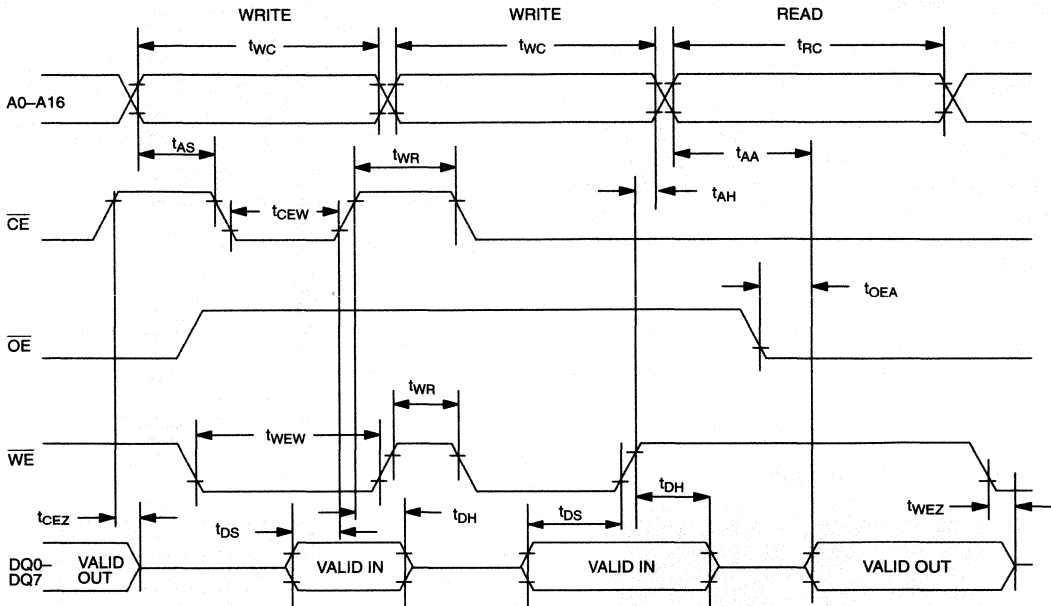 WRITE WRITE READ
tWC tWC tRC
A0–A16
tAS tWR tAA
tAH
CE tCEW
tOEA
OE
tWR
tWEW
WE
tCEZ tDS tDH tDS tDH tWEZ
DQ0–DQ7 VALID OUT VALID IN VALID IN VALID OUT